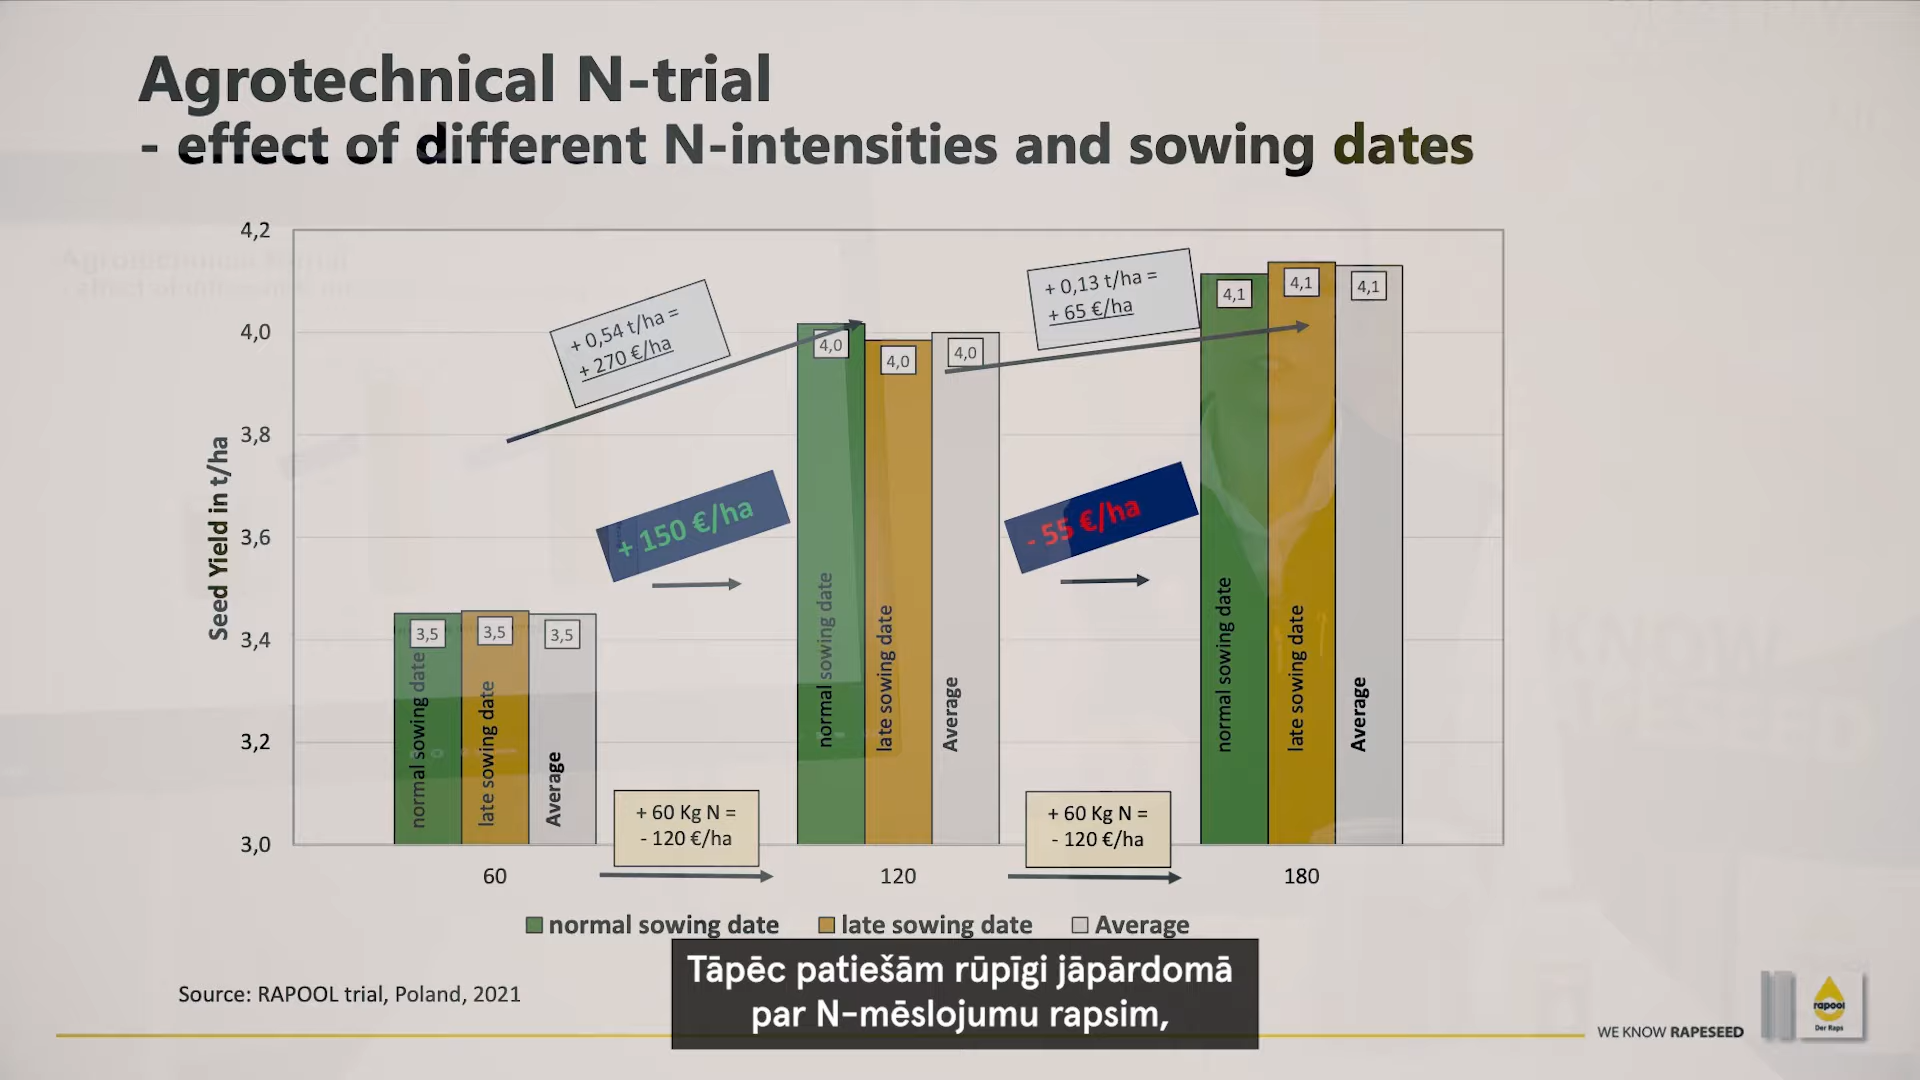 Agrotechnical N-trial
- effect of different N-intensities and sowing dates
Seed Yield in t/ha
4,2
4,0
3,8
3,6
3,4
3,2
3,0
+ 0,54 t/ha =
+ 270 €/ha
+ 0,13 t/ha =
+ 65 €/ha
+ 150 €/ha
- 55 €/ha
3,5
3,5
3,5
4,0
4,0
4,0
4,1
4,1
4,1
normal sowing date
late sowing date
Average
normal sowing date
late sowing date
Average
normal sowing date
late sowing date
Average
+ 60 Kg N =
- 120 €/ha
+ 60 Kg N =
- 120 €/ha
60
120
180
normal sowing date
late sowing date
Average
Tāpēc patiešām rūpīgi jāpārdomā
par N-mēslojumu rapsim,
Source: RAPOOL trial, Poland, 2021
WE KNOW RAPESEED
rapool
Der Raps